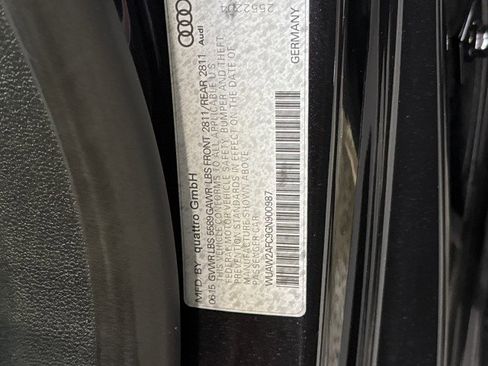 MFD. BY quattro GmbH
06:15 GVWR LBS 5589 GAWR LBS FRONT 2811/REAR 2811
THIS VEHICLE CONFORMS TO ALL APPLICABLE U.S.
FEDERAL MOTOR VEHICLE SAFETY, BUMPER AND THEFT
PREVENTION STANDARDS IN EFFECT ON THE DATE OF
MANUFACTURE SHOWN ABOVE.
PASSENGER CAR.
WUAW2AFC9GN900987
Audi
2552204
GERMANY